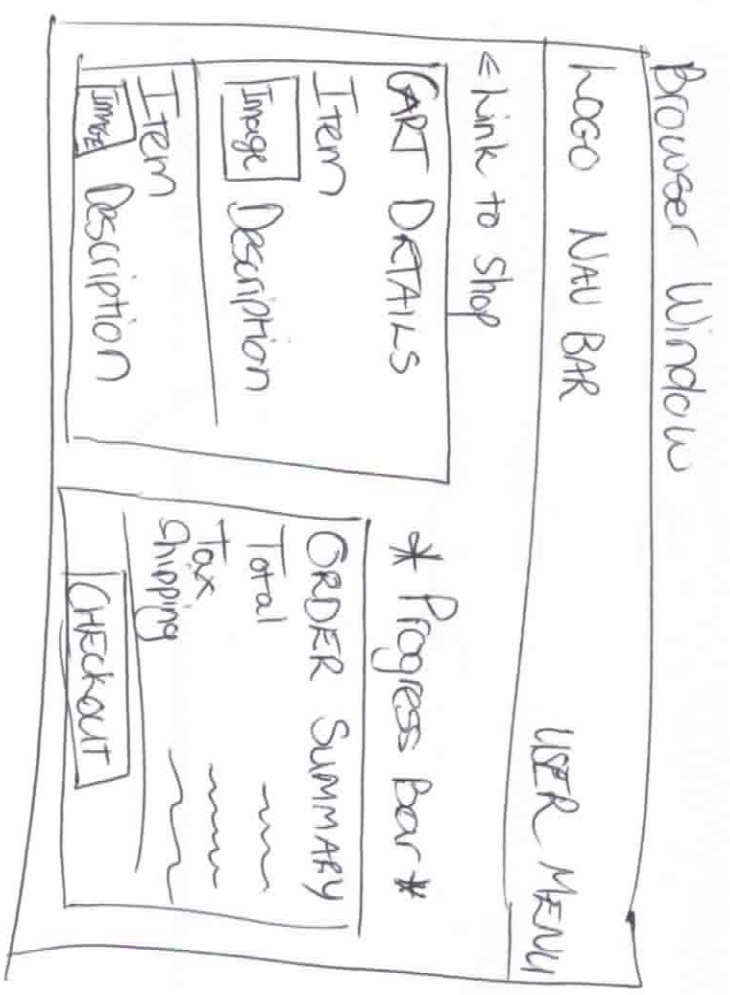 Browser Window
LOGO NAV BAR USER MENU
< Link to Shop
* Progress Bar *
CART DETAILS
Item
Image Description
Item
Image Description
ORDER SUMMARY
Total
Tax
Shipping
CHECKOUT